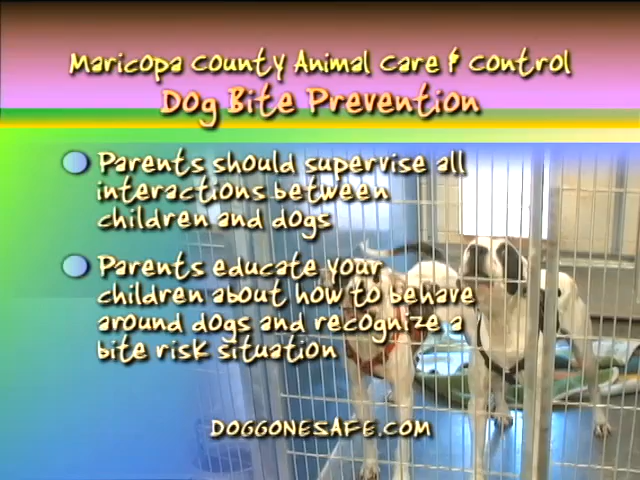 Maricopa County Animal Care & Control
Dog Bite Prevention
Parents should supervise all
interactions between
children and dogs
Parents educate your
children about how to behave
around dogs and recognize a
bite risk situation
DOGGONESAFE.COM